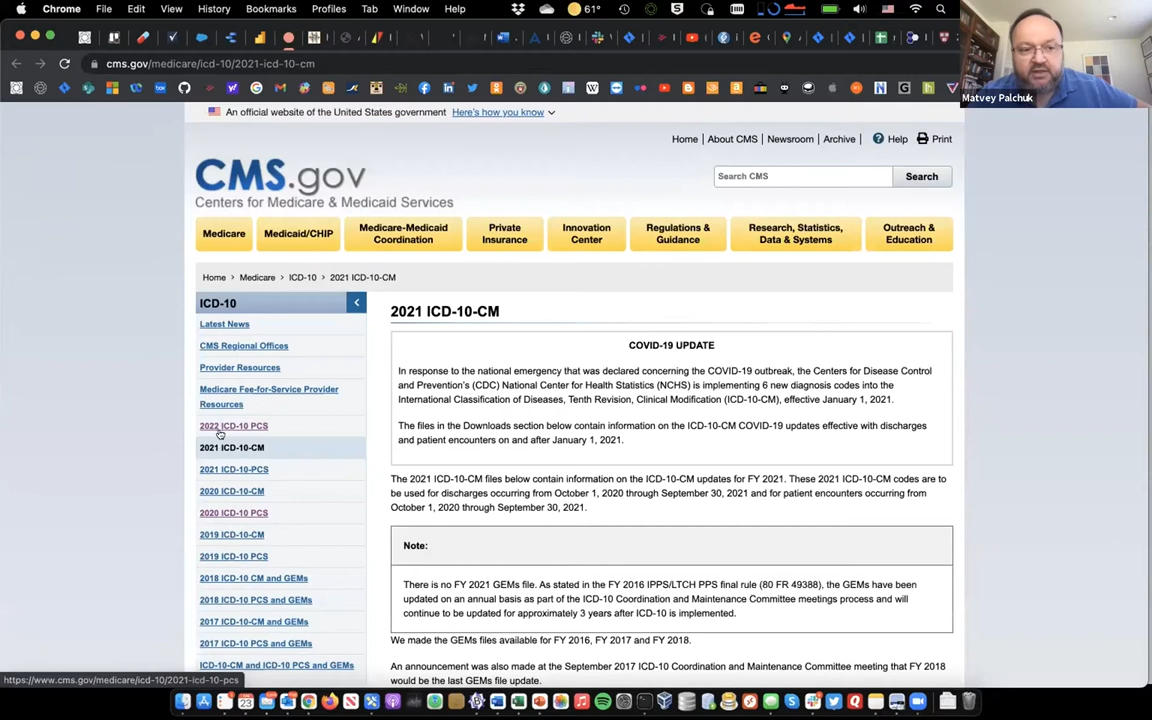 Chrome File Edit View History Bookmarks Profiles Tab Window Help 61°
cms.gov/medicare/icd-10/2021-icd-10-cm
Matvey Palchuk
An official website of the United States government Here's how you know
Home About CMS Newsroom Archive Help Print
CMS.gov
Centers for Medicare & Medicaid Services
Search CMS Search
Medicare
Medicaid/CHIP
Medicare-Medicaid
Coordination
Private
Insurance
Innovation
Center
Regulations &
Guidance
Research, Statistics,
Data & Systems
Outreach &
Education
Home > Medicare > ICD-10 > 2021 ICD-10-CM
ICD-10
Latest News
CMS Regional Offices
Provider Resources
Medicare Fee-for-Service Provider
Resources
2022 ICD-10 PCS
2021 ICD-10-CM
2021 ICD-10-PCS
2020 ICD-10-CM
2020 ICD-10 PCS
2019 ICD-10-CM
2019 ICD-10 PCS
2018 ICD-10 CM and GEMs
2018 ICD-10 PCS and GEMs
2017 ICD-10-CM and GEMs
2017 ICD-10 PCS and GEMs
ICD-10-CM and ICD-10 PCS and GEMs
2021 ICD-10-CM
COVID-19 UPDATE
In response to the national emergency that was declared concerning the COVID-19 outbreak, the Centers for Disease Control
and Prevention's (CDC) National Center for Health Statistics (NCHS) is implementing 6 new diagnosis codes into the
International Classification of Diseases, Tenth Revision, Clinical Modification (ICD-10-CM), effective January 1, 2021.
The files in the Downloads section below contain information on the ICD-10-CM COVID-19 updates effective with discharges
and patient encounters on and after January 1, 2021.
The 2021 ICD-10-CM files below contain information on the ICD-10-CM updates for FY 2021. These 2021 ICD-10-CM codes are to
be used for discharges occurring from October 1, 2020 through September 30, 2021 and for patient encounters occurring from
October 1, 2020 through September 30, 2021.
Note:
There is no FY 2021 GEMs file. As stated in the FY 2016 IPPS/LTCH PPS final rule (80 FR 49388), the GEMs have been
updated on an annual basis as part of the ICD-10 Coordination and Maintenance Committee meetings process and will
continue to be updated for approximately 3 years after ICD-10 is implemented.
We made the GEMs files available for FY 2016, FY 2017 and FY 2018.
An announcement was also made at the September 2017 ICD-10 Coordination and Maintenance Committee meeting that FY 2018
would be the last GEMs file update.
https://www.cms.gov/medicare/icd-10/2021-icd-10-pcs